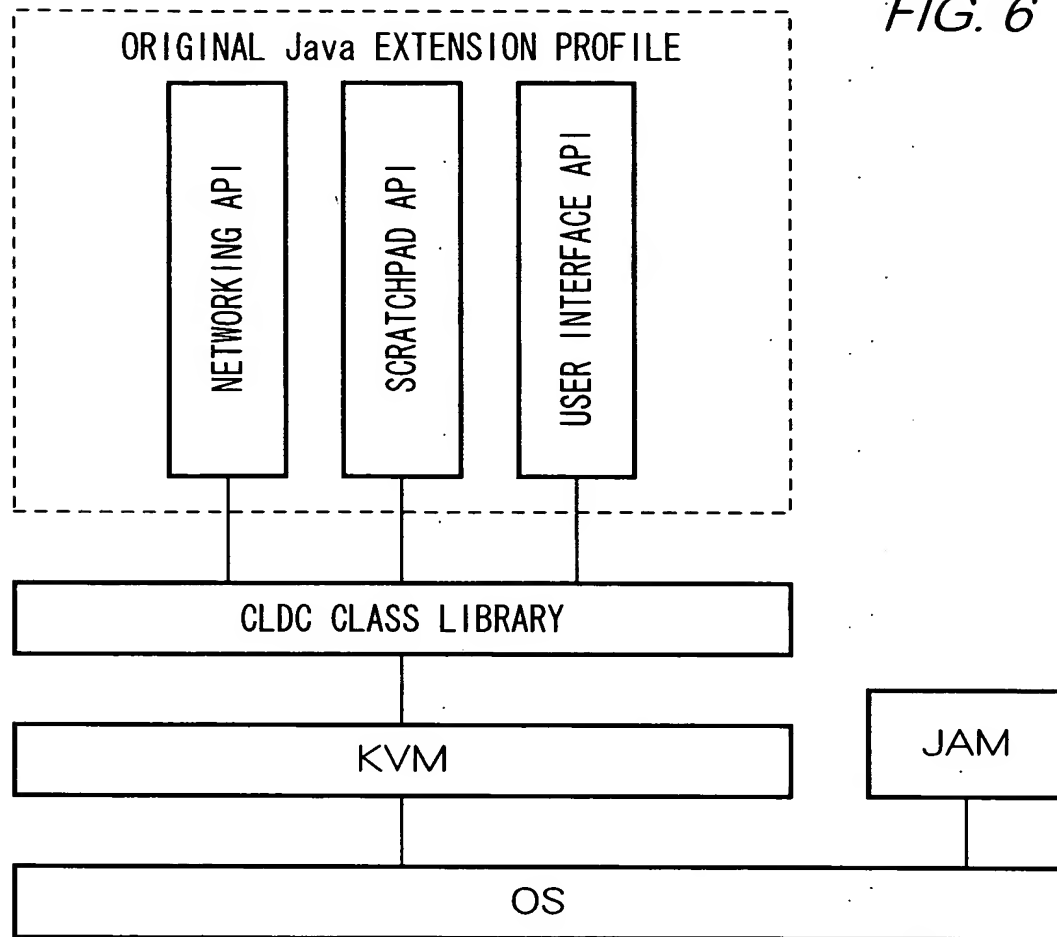 FIG. 6
ORIGINAL Java EXTENSION PROFILE
NETWORKING API
SCRATCHPAD API
USER INTERFACE API
CLDC CLASS LIBRARY
KVM
JAM
OS